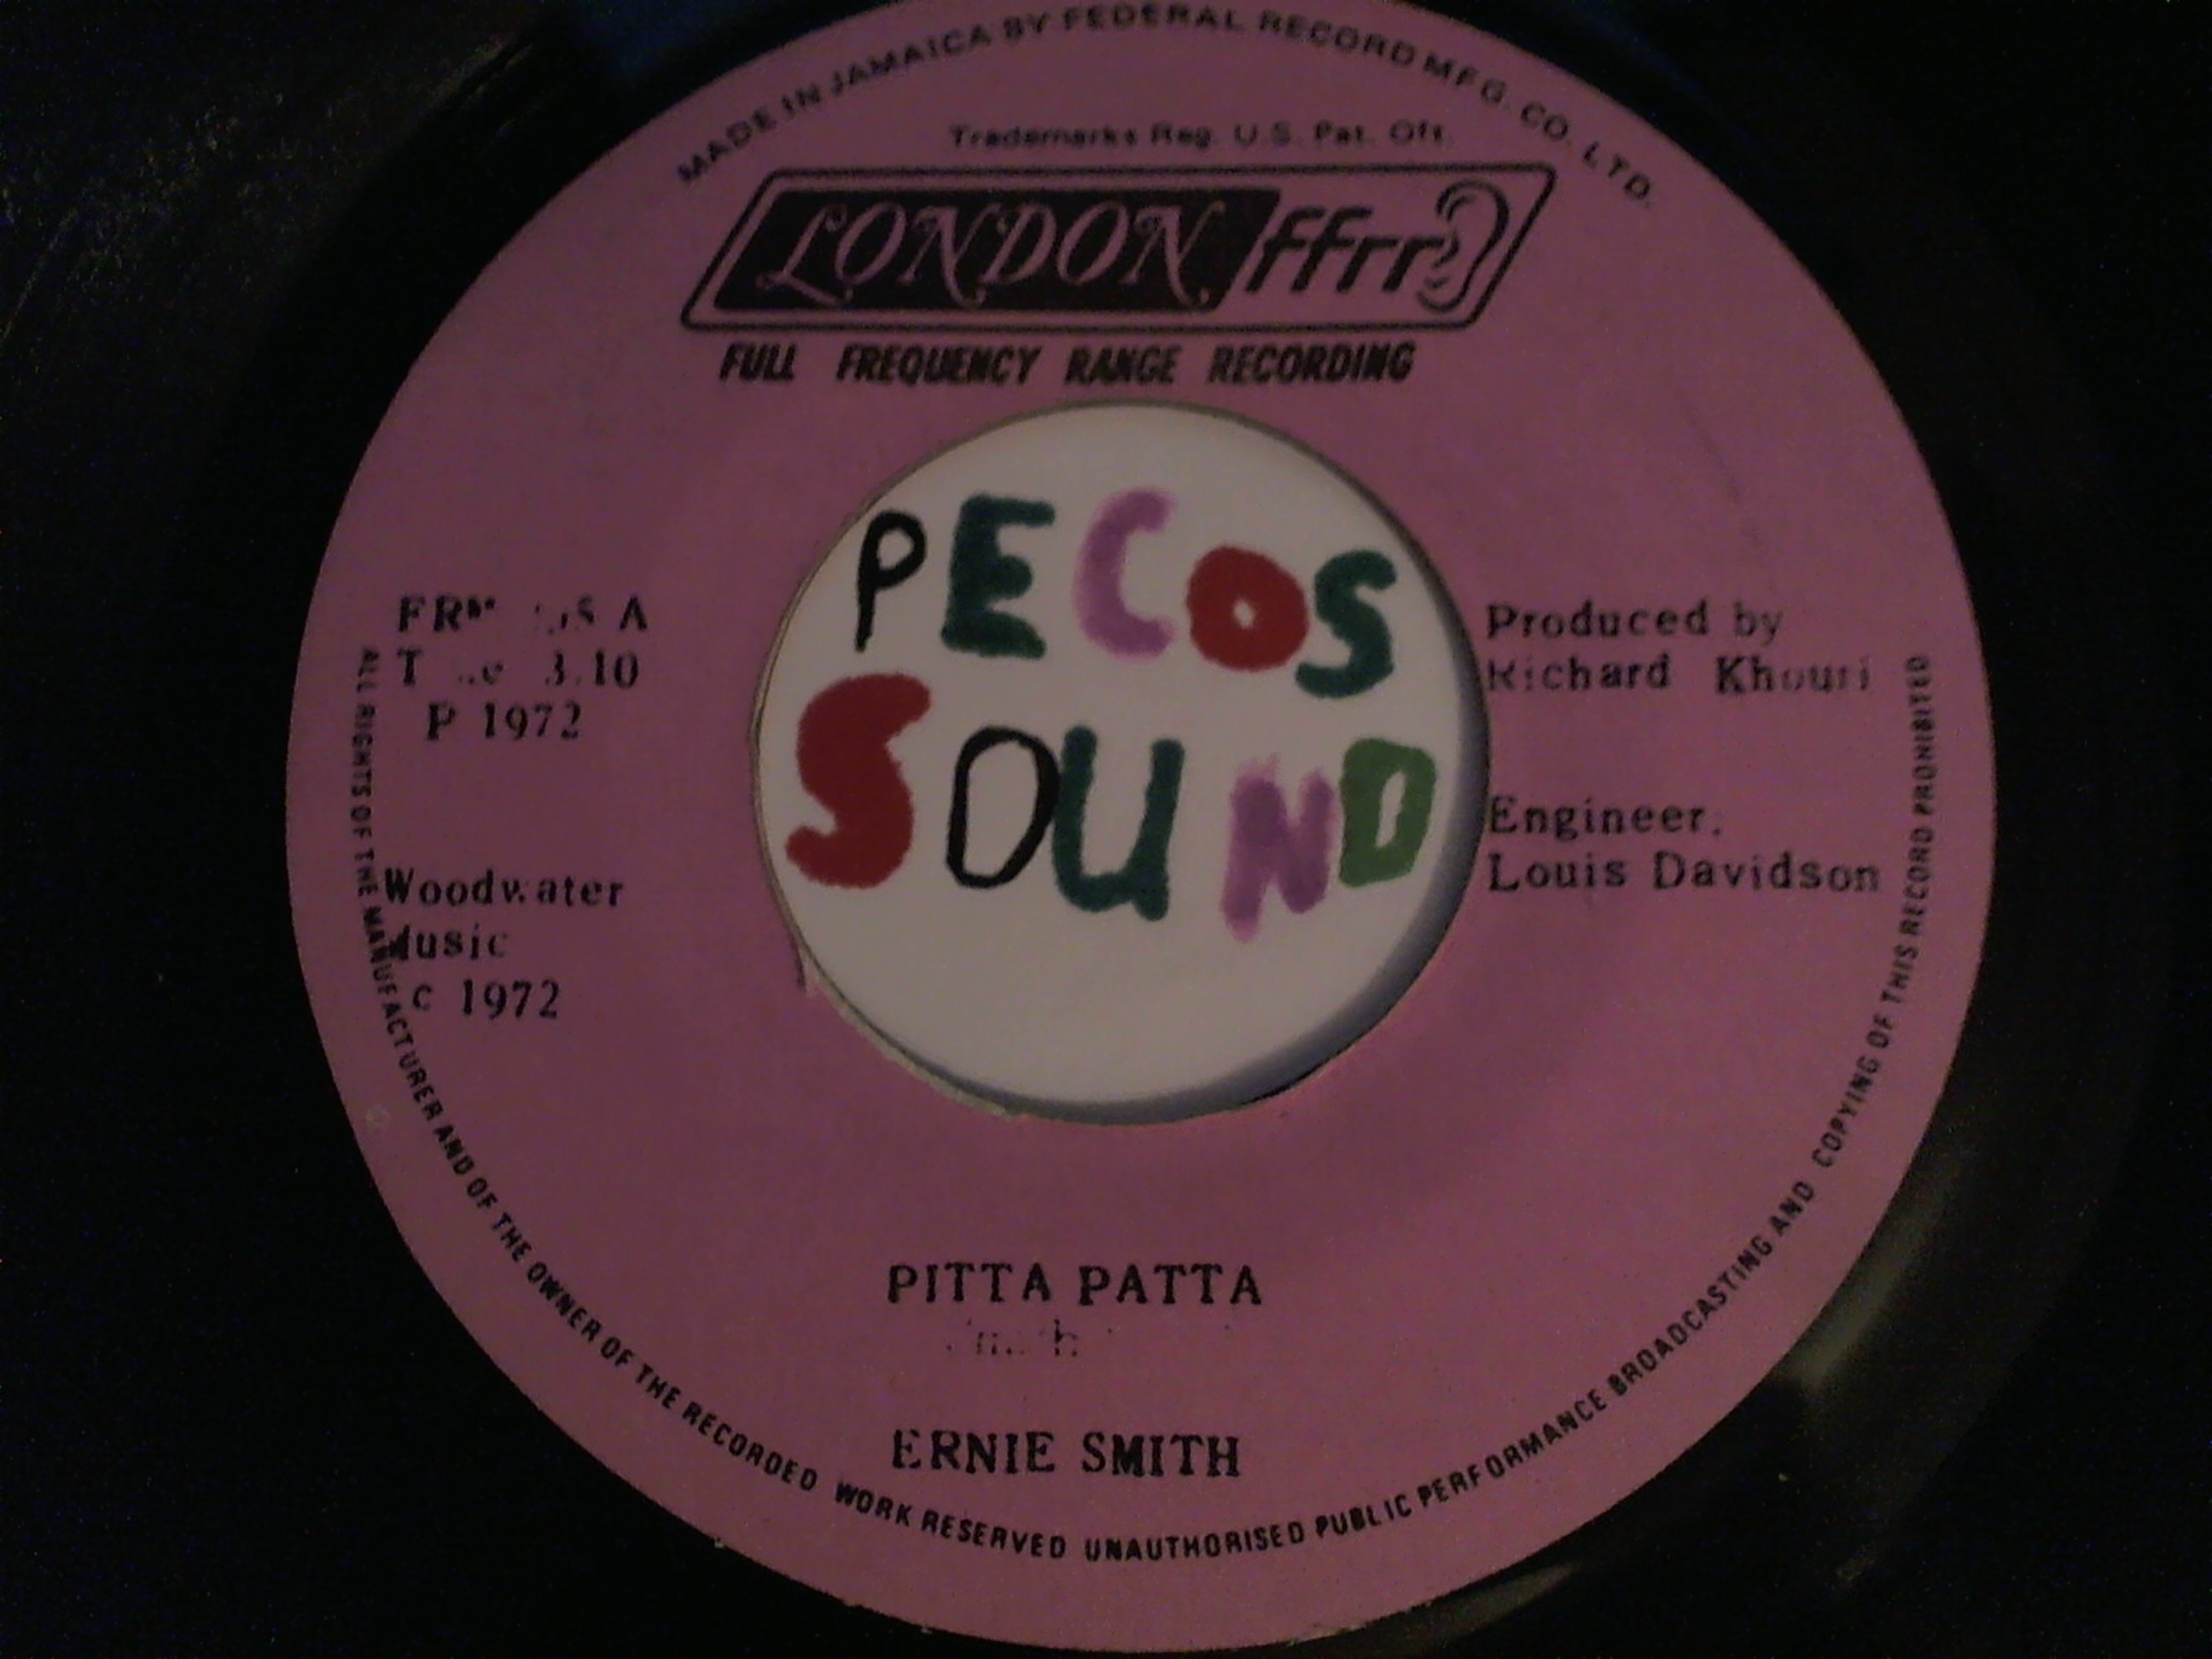 MADE IN JAMAICA BY FEDERAL RECORD MFG. CO. LTD.
Trademarks Reg. U.S. Pat. Off.
LONDON ffrr
FULL FREQUENCY RANGE RECORDING
PECOS
SOUND
A
3.10
P 1972
Woodwater
Music
c 1972
Produced by
Richard Khouri
Engineer.
Louis Davidson
PITTA PATTA
ERNIE SMITH
ALL RIGHTS OF THE MANUFACTURER AND OF THE OWNER OF THE RECORDED WORK RESERVED UNAUTHORISED PUBLIC PERFORMANCE BROADCASTING AND COPYING OF THIS RECORD PROHIBITED